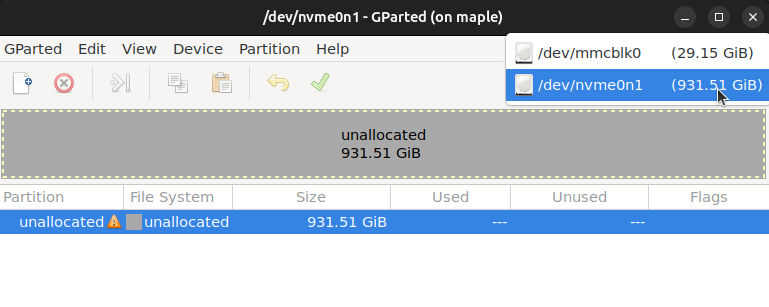 /dev/nvme0n1 - GParted (on maple)
GParted Edit View Device Partition Help
/dev/mmcblk0 (29.15 GiB)
/dev/nvme0n1 (931.51 GiB)
unallocated
931.51 GiB
Partition File System Size Used Unused Flags
unallocated unallocated 931.51 GiB --- ---